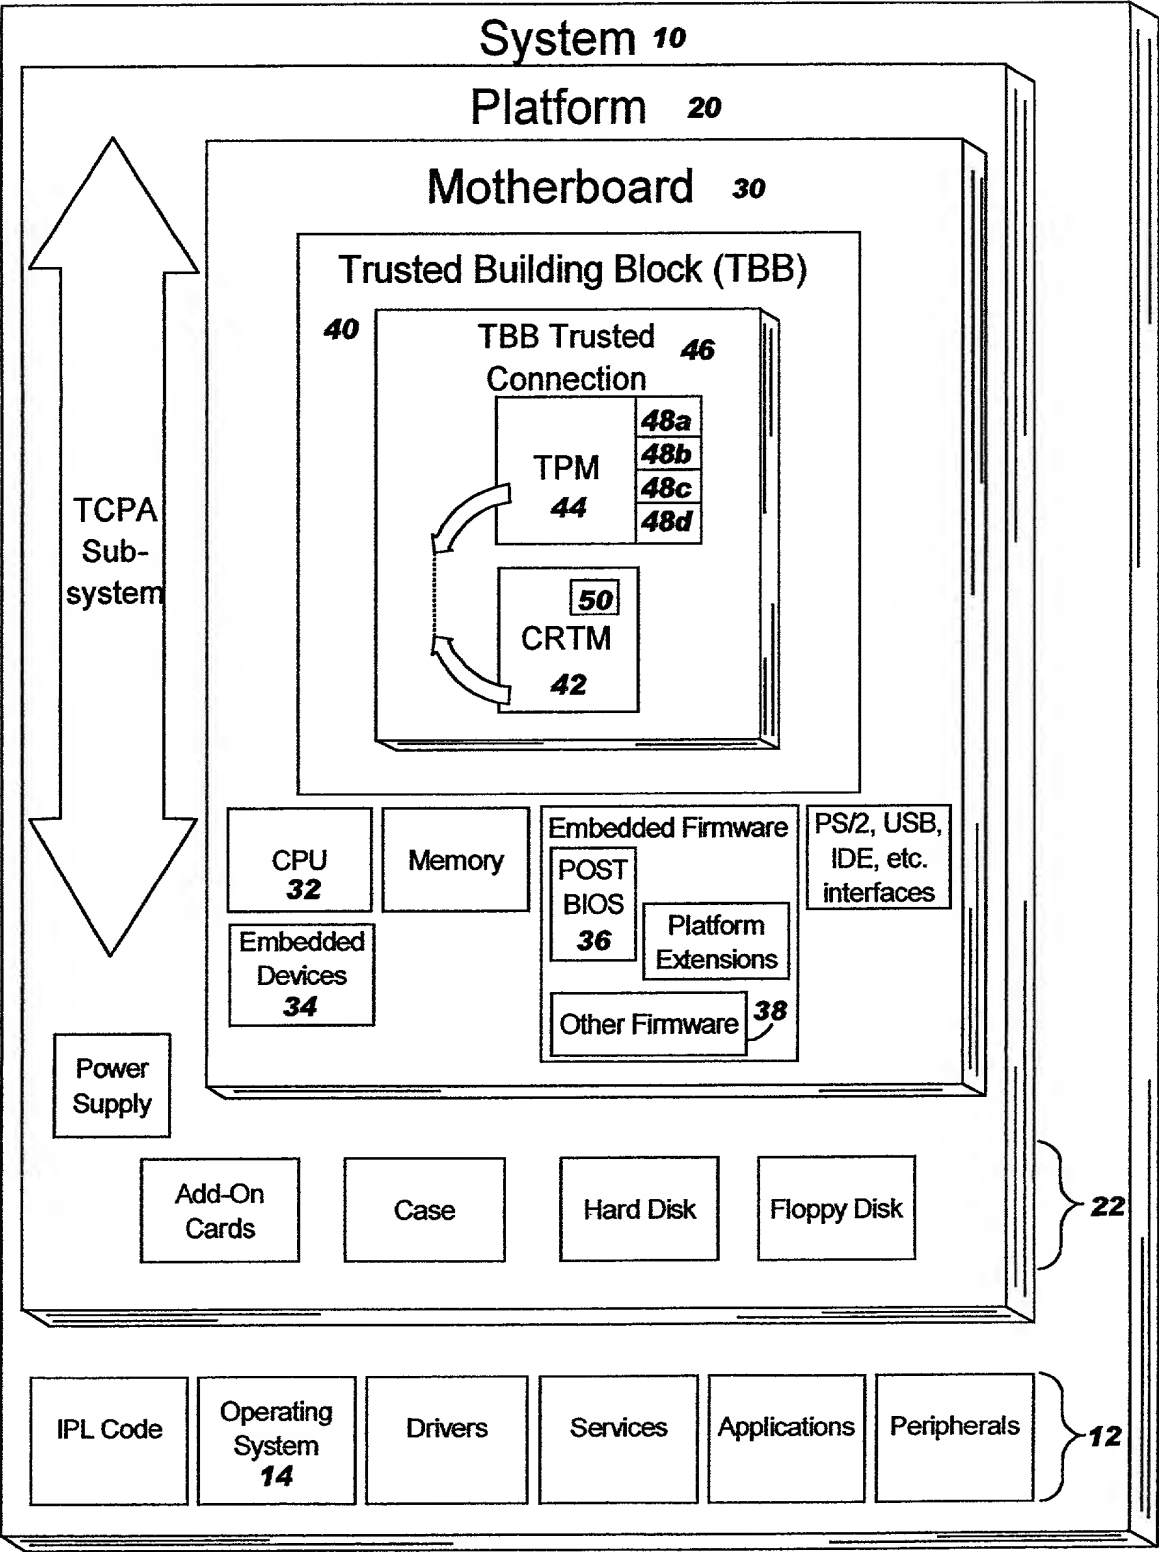 System 10
Platform 20
Motherboard 30
Trusted Building Block (TBB)
40
TBB Trusted
Connection
46
TPM
44
48a
48b
48c
48d
50
CRTM
42
TCPA
Sub-
system
CPU
32
Memory
Embedded Firmware
POST
BIOS
36
Platform
Extensions
Other Firmware
38
PS/2, USB,
IDE, etc.
interfaces
Embedded
Devices
34
Power
Supply
Add-On
Cards
Case
Hard Disk
Floppy Disk
22
IPL Code
Operating
System
14
Drivers
Services
Applications
Peripherals
12